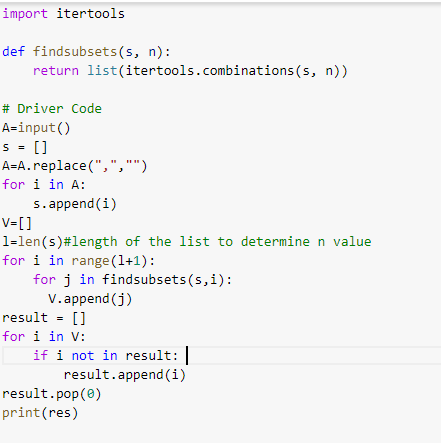 import itertools
def findsubsets(s, n):
    return list(itertools.combinations(s, n))
# Driver Code
A=input()
s = []
A=A.replace(",","")
for i in A:
    s.append(i)
V=[]
l=len(s)#length of the list to determine n value
for i in range(l+1):
    for j in findsubsets(s,i):
      V.append(j)
result = []
for i in V:
    if i not in result:
        result.append(i)
result.pop(0)
print(res)